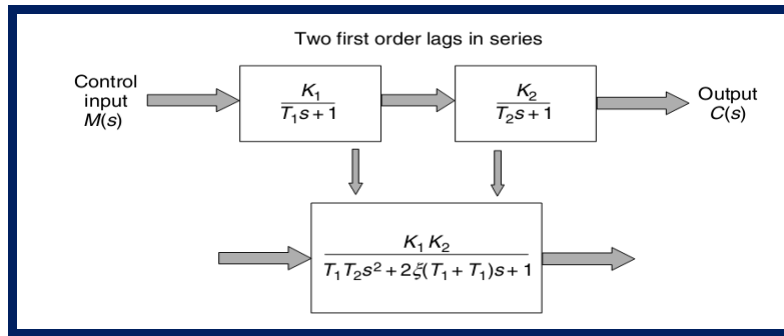 Two first order lags in series
Control
input
M(s)
K₁
T₁s + 1
K₂
T₂s + 1
Output
C(s)
K₁ K₂
T₁T₂s² + 2ξ(T₁ + T₁)s + 1